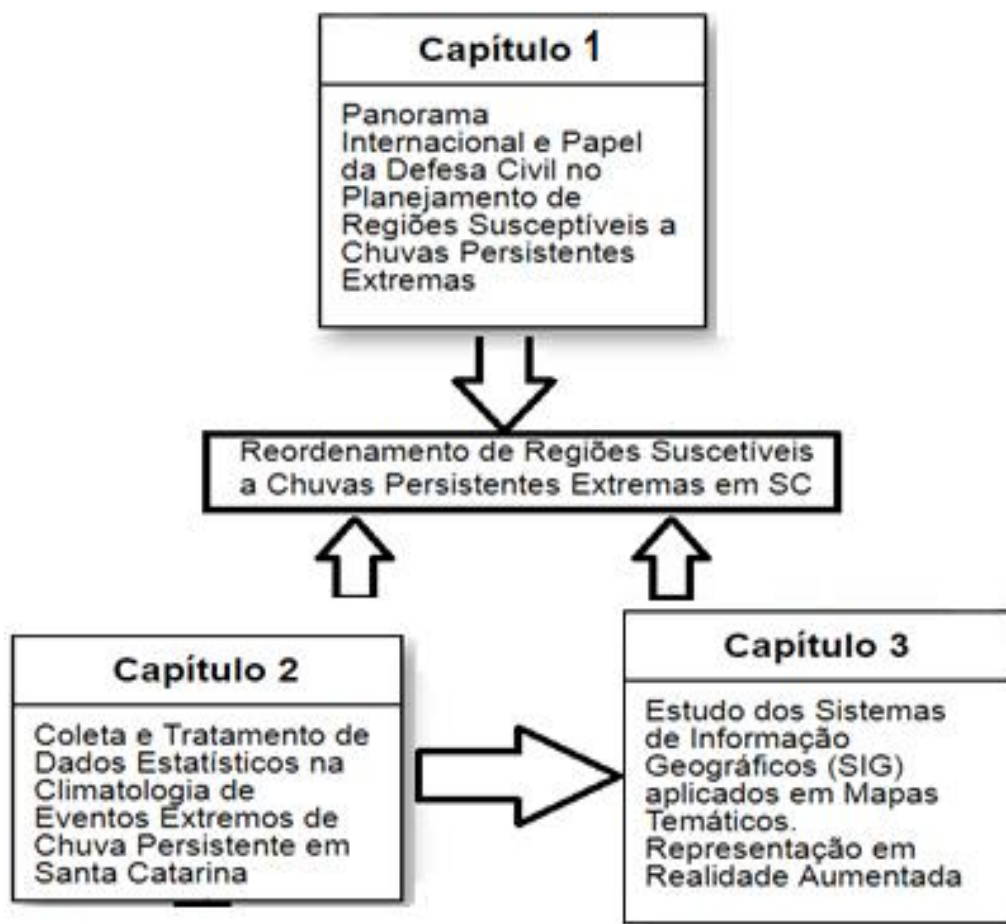 Capítulo 1
Panorama
Internacional e Papel
da Defesa Civil no
Planejamento de
Regiões Susceptíveis a
Chuvas Persistentes
Extremas
Reordenamento de Regiões Suscetíveis
a Chuvas Persistentes Extremas em SC
Capítulo 2
Coleta e Tratamento de
Dados Estatísticos na
Climatologia de
Eventos Extremos de
Chuva Persistente em
Santa Catarina
Capítulo 3
Estudo dos Sistemas
de Informação
Geográficos (SIG)
aplicados em Mapas
Temáticos.
Representação em
Realidade Aumentada